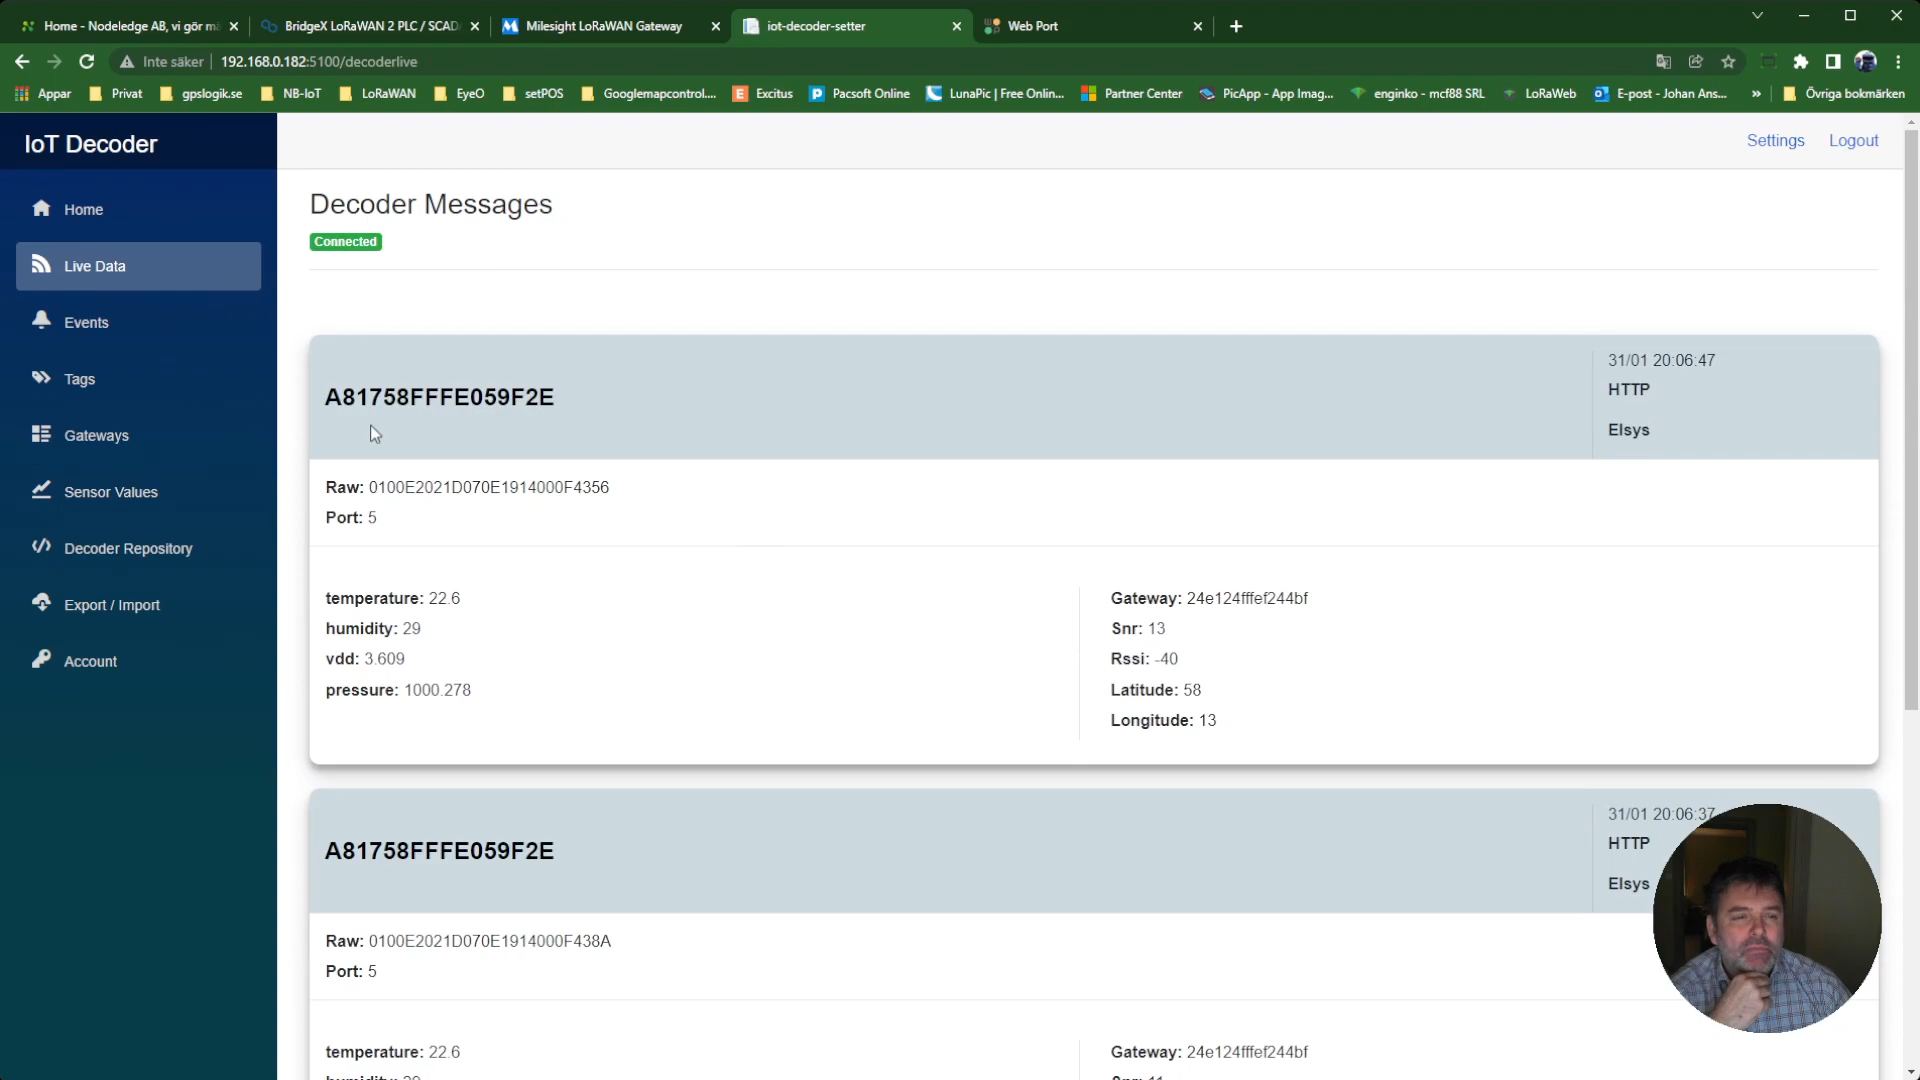 Home - Nodeledge AB, vi gör m
BridgeX LoRaWAN 2 PLC / SCAD
Milesight LoRaWAN Gateway
iot-decoder-setter
Web Port
Inte säker
192.168.0.182:5100/decoderlive
Appar
Privat
gpslogik.se
NB-IoT
LoRaWAN
EyeO
setPOS
Googlemapcontrol....
Excitus
Pacsoft Online
LunaPic | Free Onlin...
Partner Center
PicApp - App Imag...
enginko - mcf88 SRL
LoRaWeb
E-post - Johan Ans...
»
Övriga bokmärken
IoT Decoder
Settings
Logout
Home
Live Data
Events
Tags
Gateways
Sensor Values
Decoder Repository
Export / Import
Account
Decoder Messages
Connected
A81758FFFE059F2E
31/01 20:06:47
HTTP
Elsys
Raw: 0100E2021D070E1914000F4356
Port: 5
temperature: 22.6
humidity: 29
vdd: 3.609
pressure: 1000.278
Gateway: 24e124fffef244bf
Snr: 13
Rssi: -40
Latitude: 58
Longitude: 13
A81758FFFE059F2E
31/01 20:06:37
HTTP
Elsys
Raw: 0100E2021D070E1914000F438A
Port: 5
temperature: 22.6
Gateway: 24e124fffef244bf